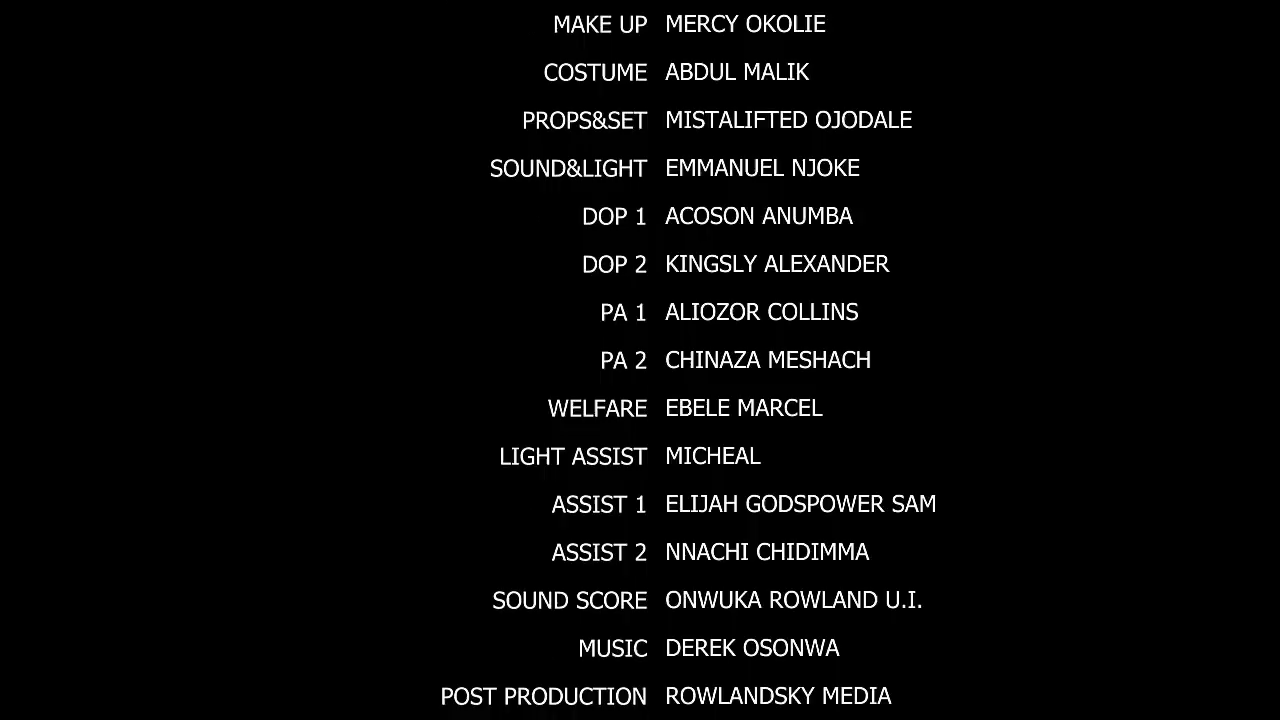 MAKE UP MERCY OKOLIE
COSTUME ABDUL MALIK
PROPS&SET MISTALIFTED OJODALE
SOUND&LIGHT EMMANUEL NJOKE
DOP 1 ACOSON ANUMBA
DOP 2 KINGSLY ALEXANDER
PA 1 ALIOZOR COLLINS
PA 2 CHINAZA MESHACH
WELFARE EBELE MARCEL
LIGHT ASSIST MICHEAL
ASSIST 1 ELIJAH GODSPOWER SAM
ASSIST 2 NNACHI CHIDIMMA
SOUND SCORE ONWUKA ROWLAND U.I.
MUSIC DEREK OSONWA
POST PRODUCTION ROWLANDSKY MEDIA